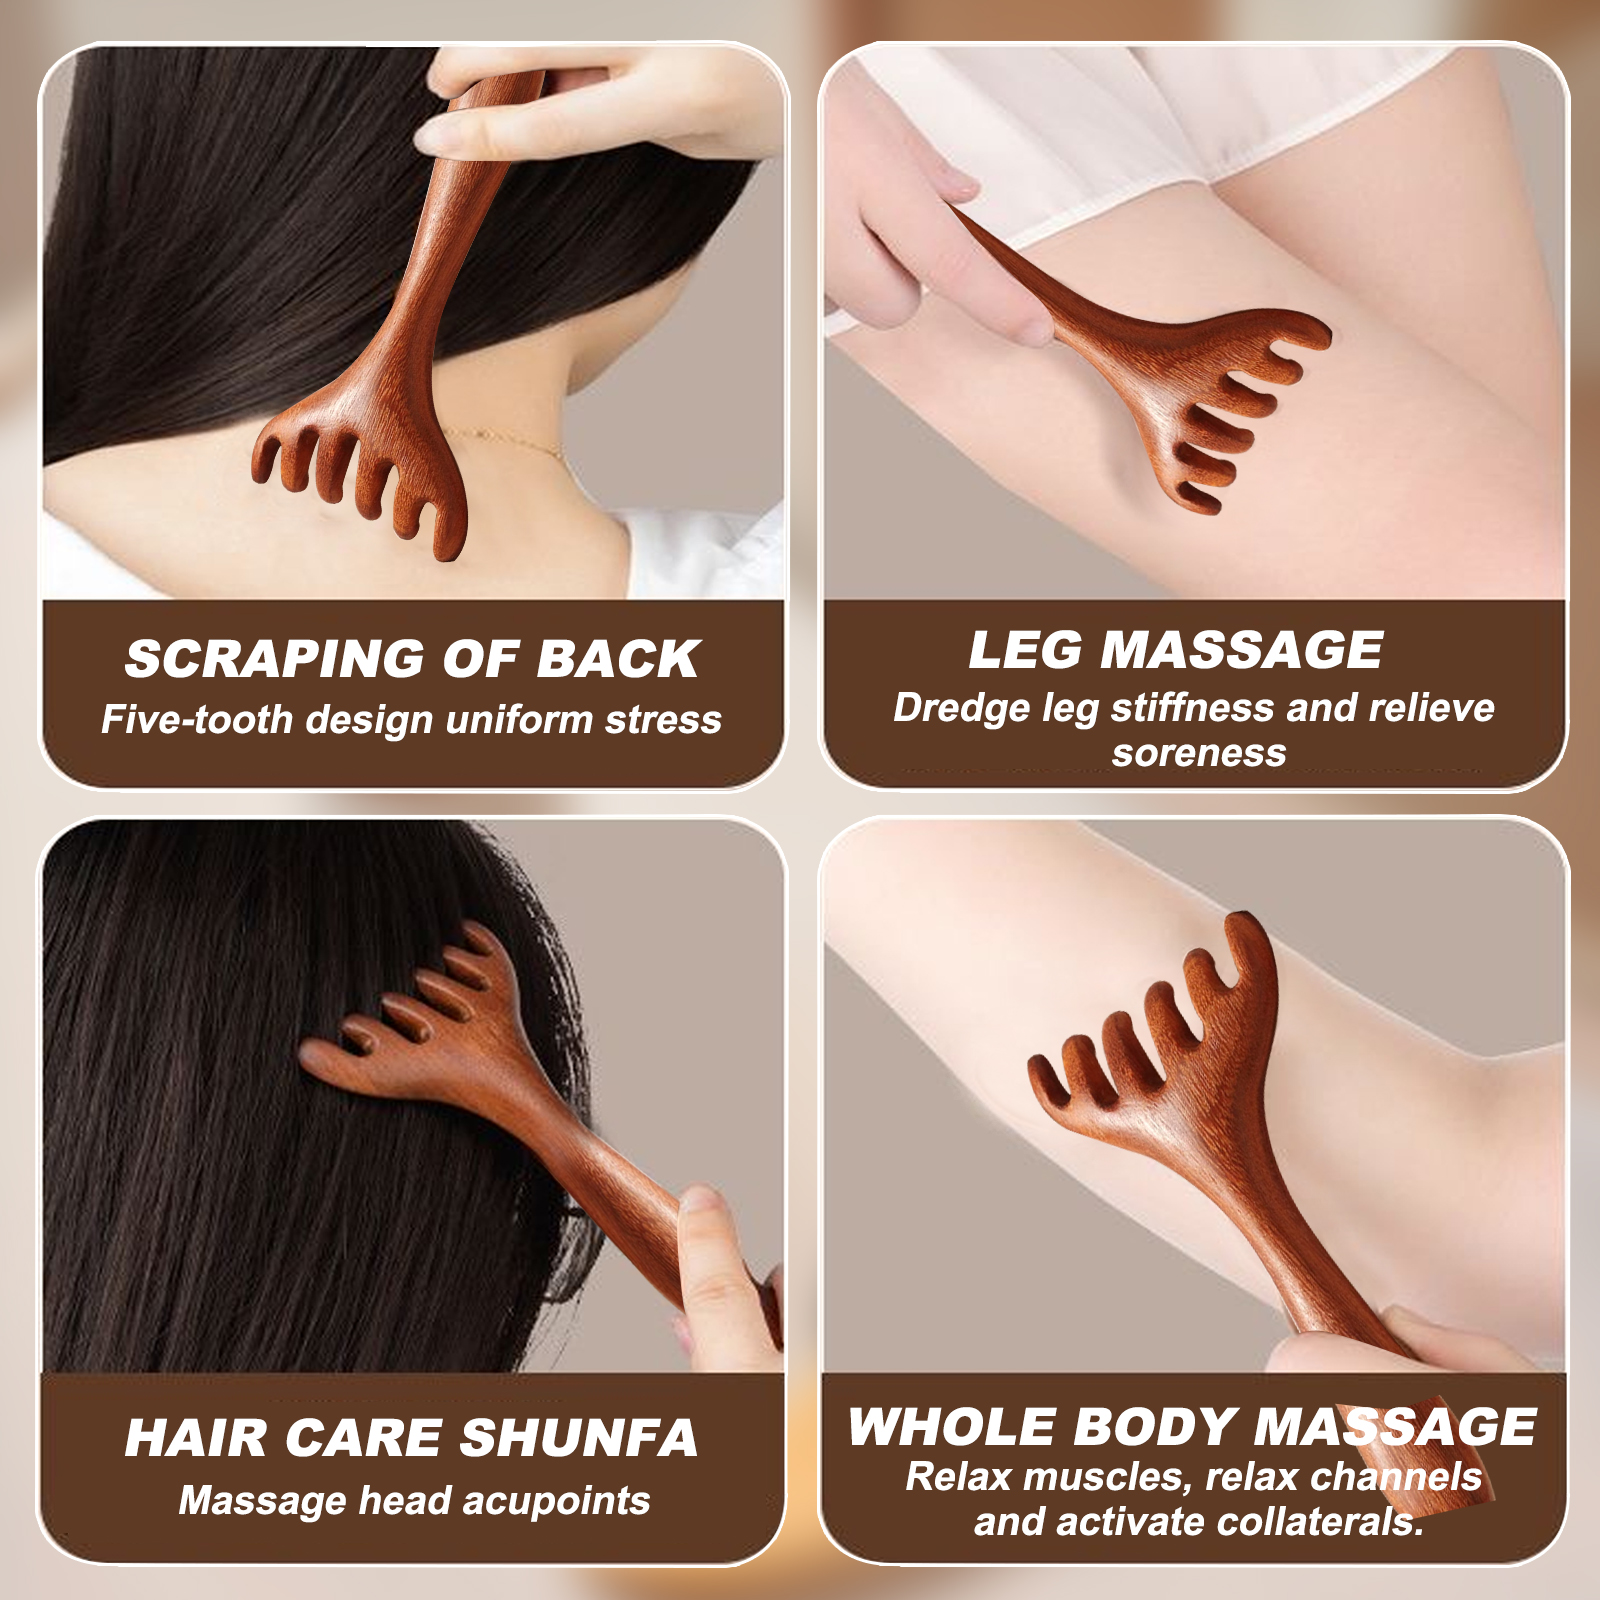 SCRAPING OF BACK
Five-tooth design uniform stress
LEG MASSAGE
Dredge leg stiffness and relieve
soreness
HAIR CARE SHUNFA
Massage head acupoints
WHOLE BODY MASSAGE
Relax muscles, relax channels
and activate collaterals.